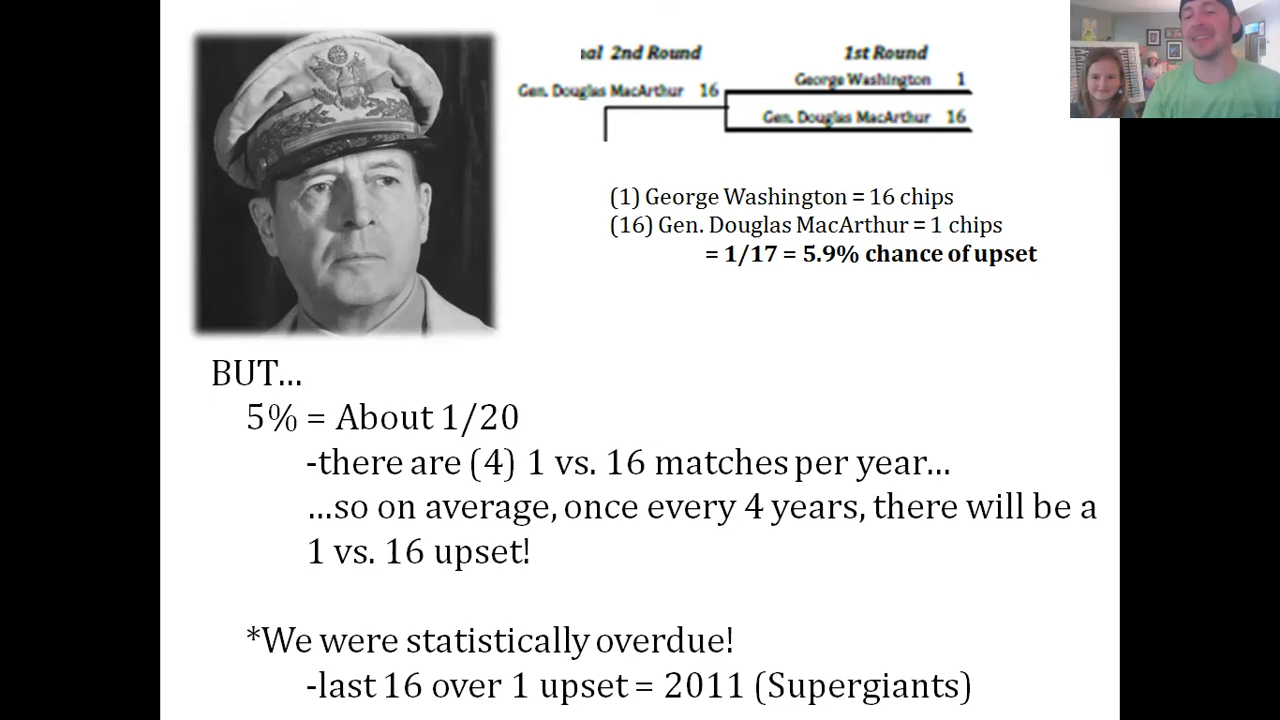 nal 2nd Round 1st Round
George Washington 1
Gen. Douglas MacArthur 16
Gen. Douglas MacArthur 16
(1) George Washington = 16 chips
(16) Gen. Douglas MacArthur = 1 chips
= 1/17 = 5.9% chance of upset
BUT...
5% = About 1/20
-there are (4) 1 vs. 16 matches per year...
...so on average, once every 4 years, there will be a
1 vs. 16 upset!
*We were statistically overdue!
-last 16 over 1 upset = 2011 (Supergiants)